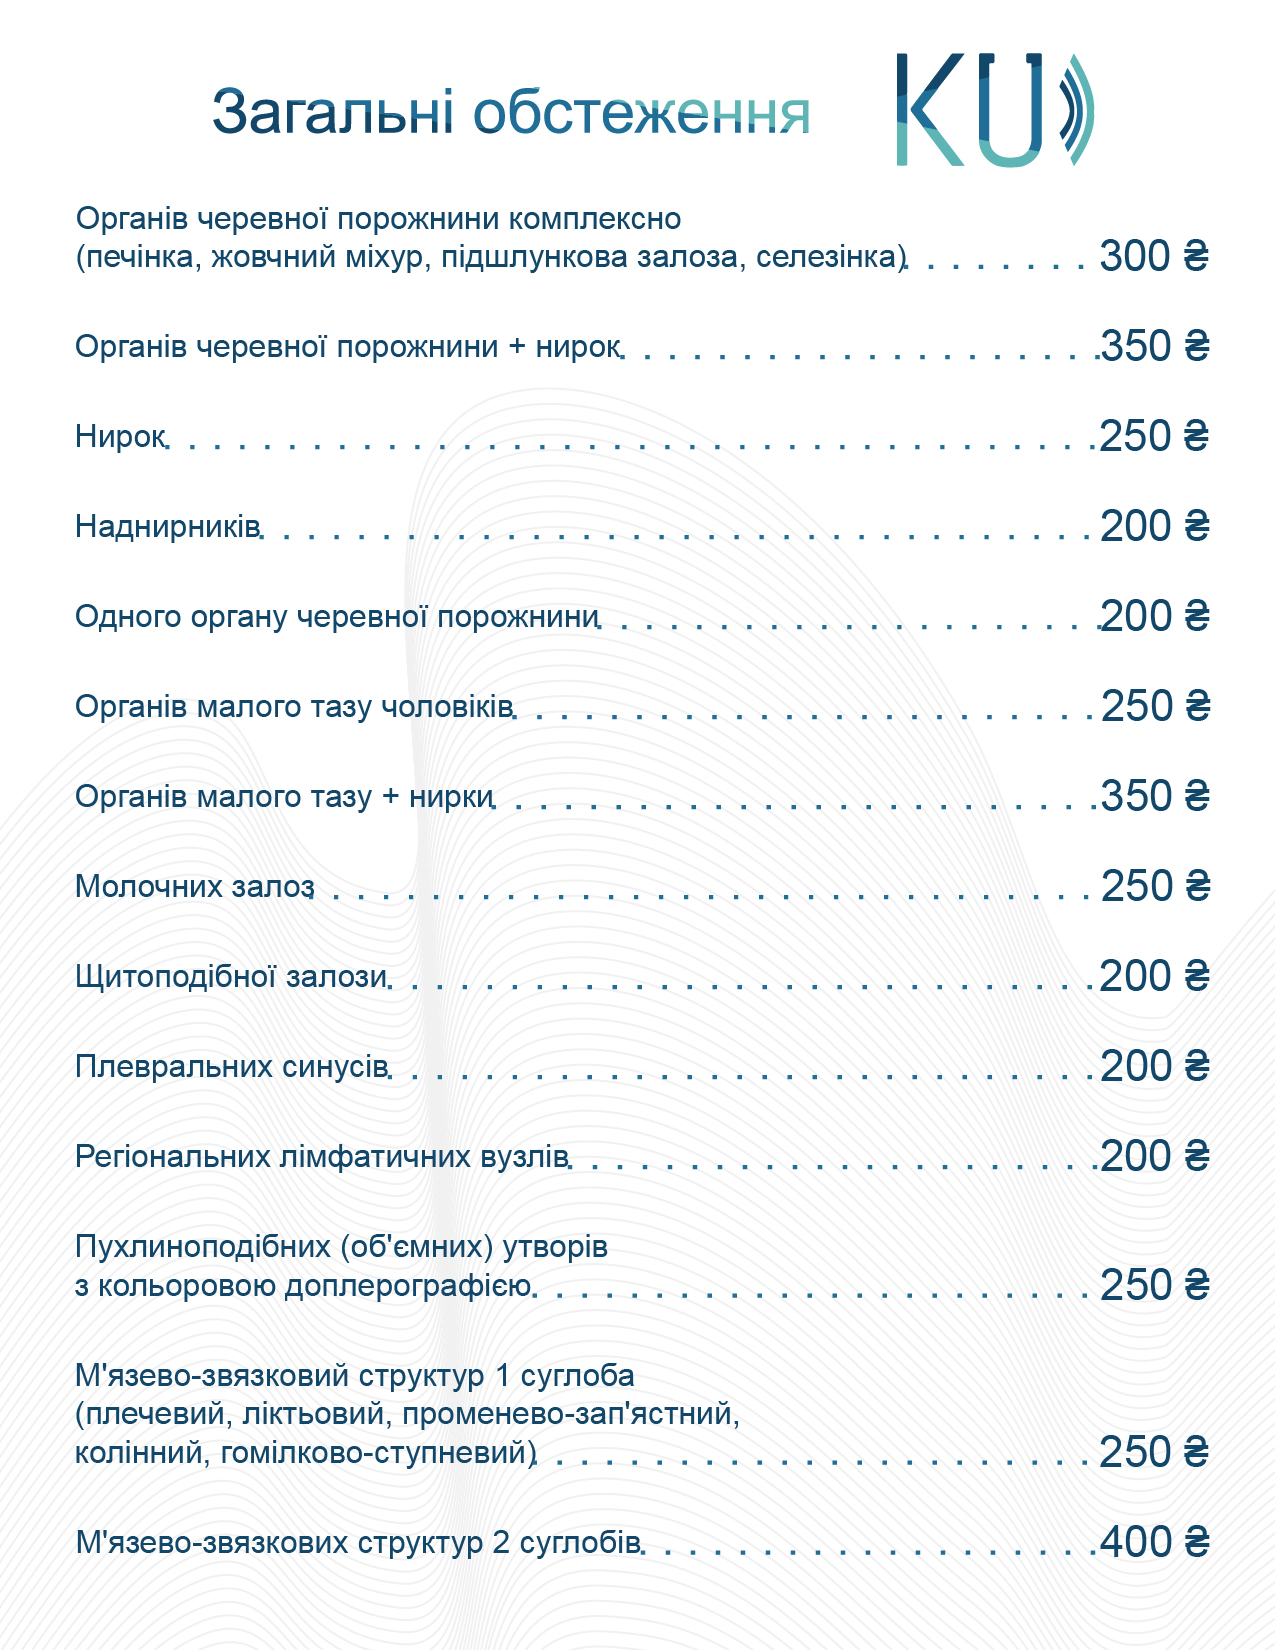 Загальні обстеження
KU
Органів черевної порожнини комплексно
(печінка, жовчний міхур, підшлункова залоза, селезінка) . . . . . . . . 300 ₴
Органів черевної порожнини + нирок . . . . . . . . . . . . . . . . . . . . 350 ₴
Нирок . . . . . . . . . . . . . . . . . . . . . . . . . . . . . . . . . . . . . . 250 ₴
Наднирників . . . . . . . . . . . . . . . . . . . . . . . . . . . . . . . . . . 200 ₴
Одного органу черевної порожнини . . . . . . . . . . . . . . . . . . . . . 200 ₴
Органів малого тазу чоловіків . . . . . . . . . . . . . . . . . . . . . . . . 250 ₴
Органів малого тазу + нирки . . . . . . . . . . . . . . . . . . . . . . . . . 350 ₴
Молочних залоз . . . . . . . . . . . . . . . . . . . . . . . . . . . . . . . . 250 ₴
Щитоподібної залози . . . . . . . . . . . . . . . . . . . . . . . . . . . . . 200 ₴
Плевральних синусів . . . . . . . . . . . . . . . . . . . . . . . . . . . . . 200 ₴
Регіональних лімфатичних вузлів . . . . . . . . . . . . . . . . . . . . . . 200 ₴
Пухлиноподібних (об'ємних) утворів
з кольоровою доплерографією . . . . . . . . . . . . . . . . . . . . . . . 250 ₴
М'язево-звязковий структур 1 суглоба
(плечевий, ліктьовий, променево-зап'ястний,
колінний, гомілково-ступневий) . . . . . . . . . . . . . . . . . . . . . . . 250 ₴
М'язево-звязкових структур 2 суглобів . . . . . . . . . . . . . . . . . . . 400 ₴